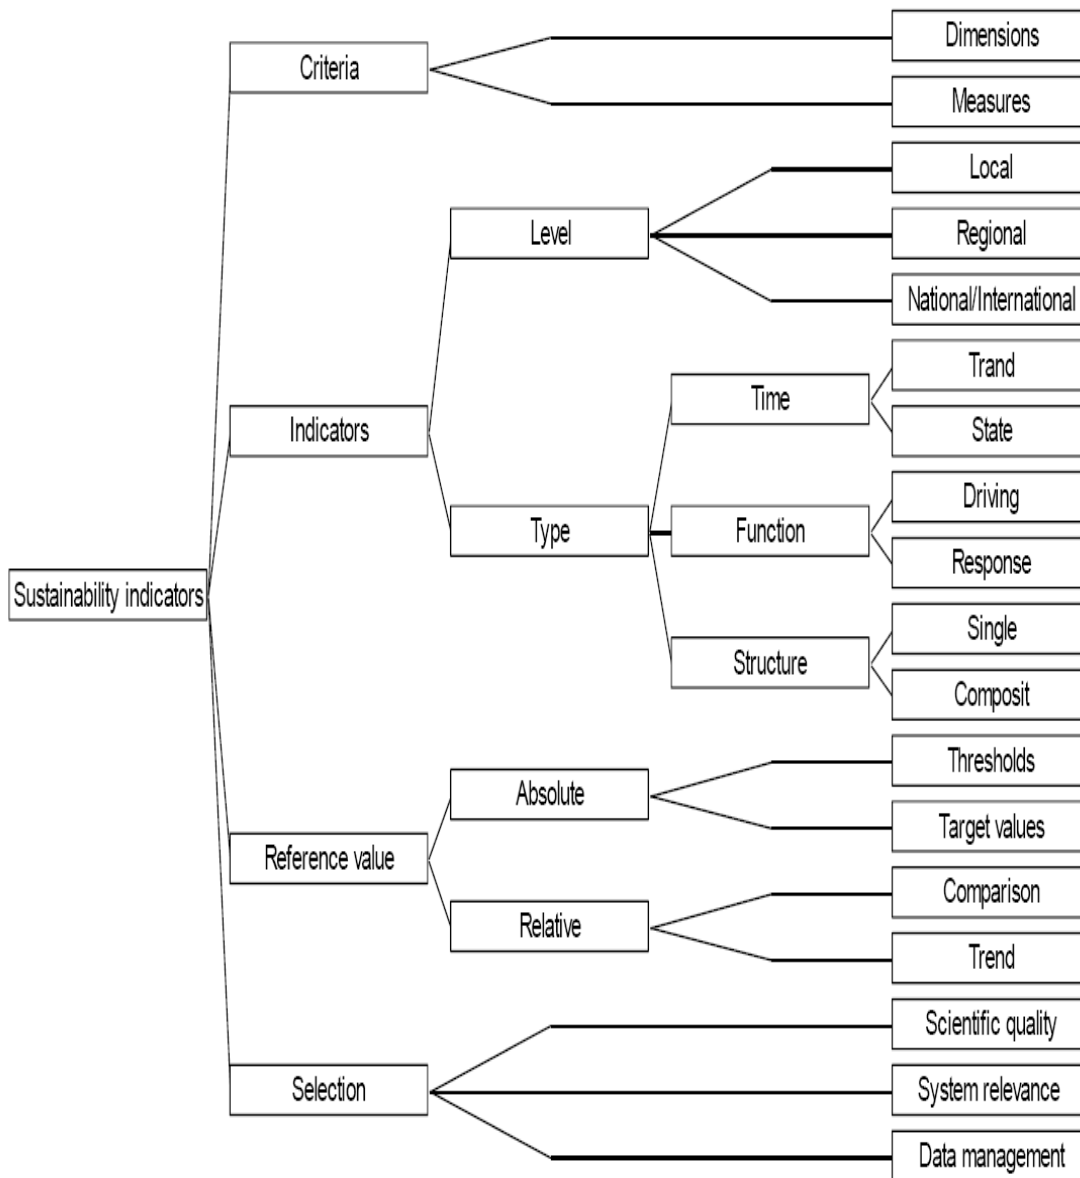 Dimensions
Criteria
Measures
Local
Level
Regional
National/International
Trand
Time
State
Indicators
Driving
Type
Function
Response
Sustainability indicators
Single
Structure
Composit
Thresholds
Absolute
Target values
Reference value
Comparison
Relative
Trend
Scientific quality
Selection
System relevance
Data management